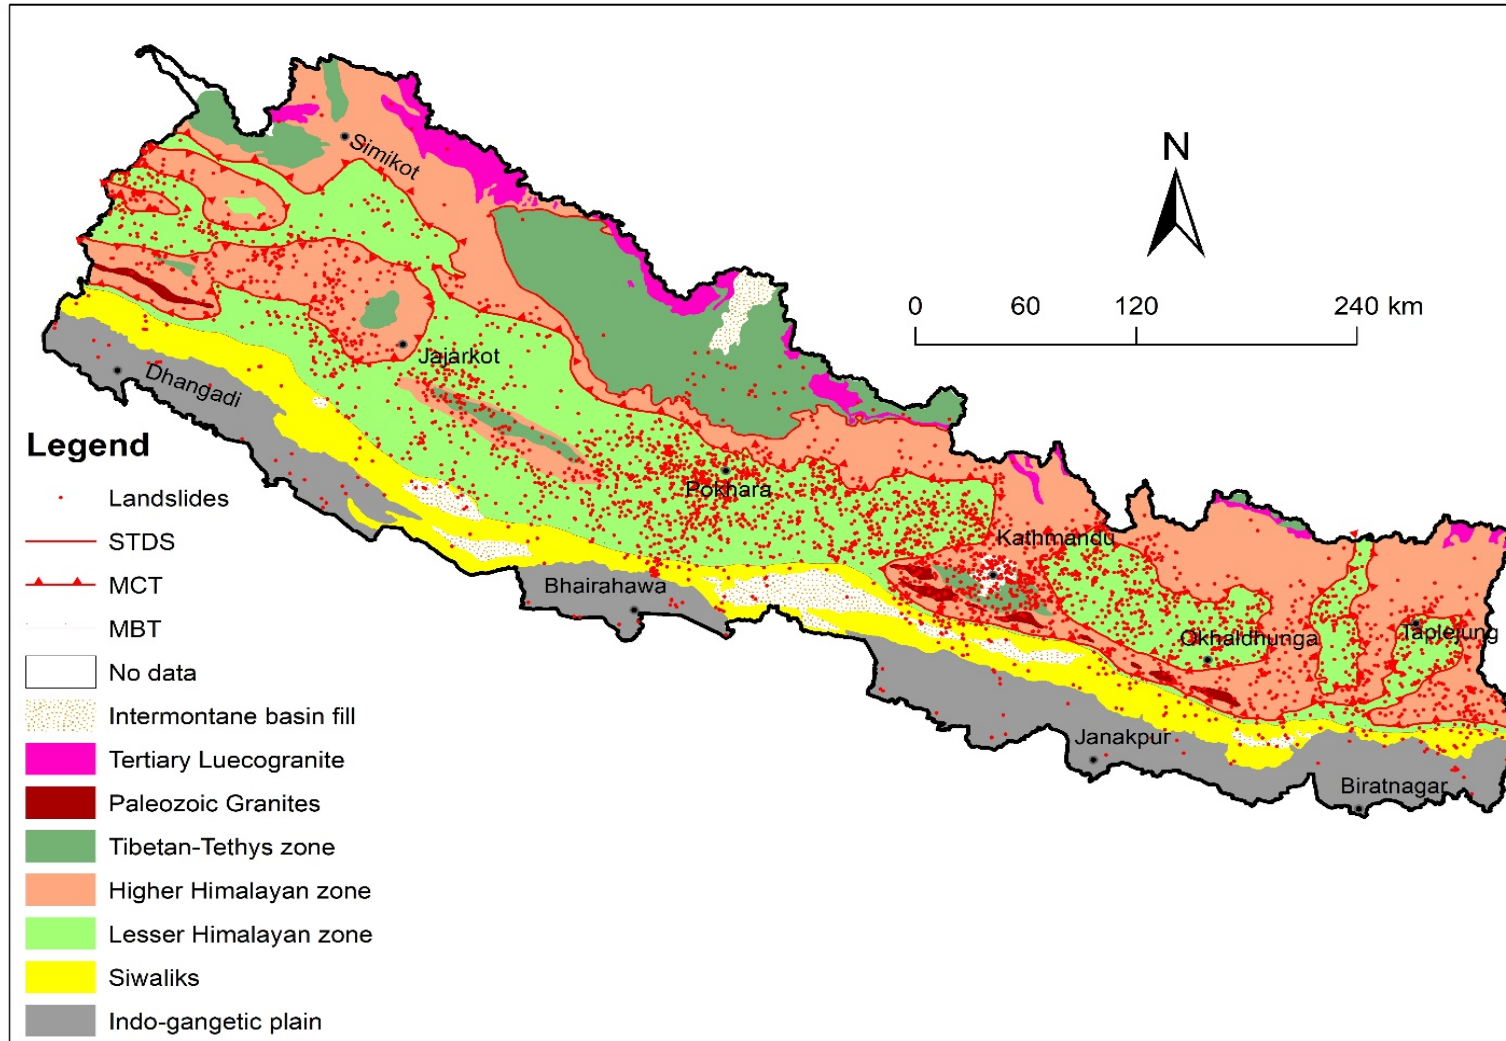 N
0 60 120 240 km
Simikot
Jajarkot
Dhangadi
Pokhara
Kathmandu
Bhairahawa
Okhaldhunga
Taplejung
Janakpur
Biratnagar
Legend
Landslides
STDS
MCT
MBT
No data
Intermontane basin fill
Tertiary Luecogranite
Paleozoic Granites
Tibetan-Tethys zone
Higher Himalayan zone
Lesser Himalayan zone
Siwaliks
Indo-gangetic plain